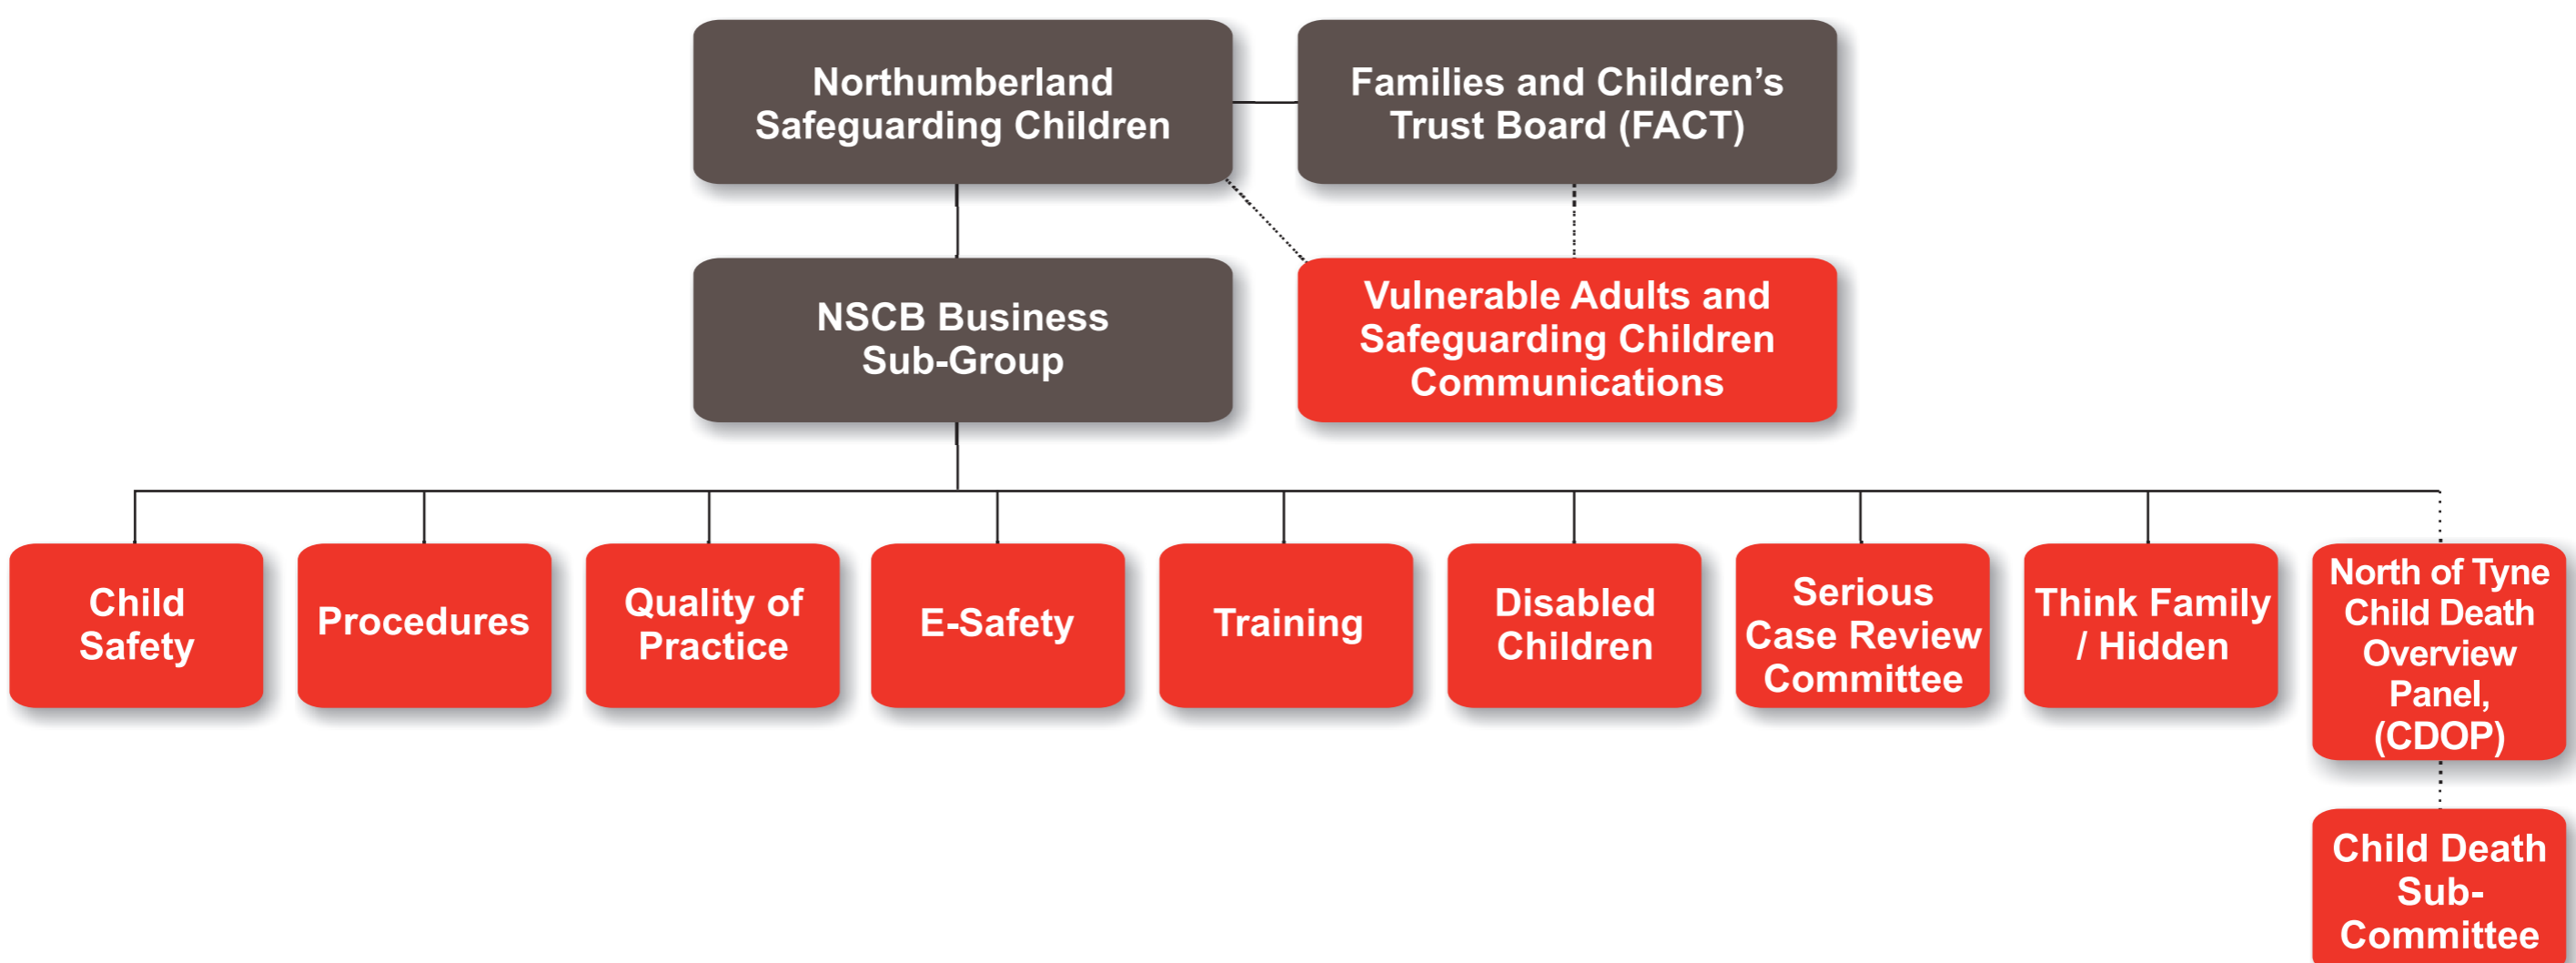 Northumberland
Safeguarding Children
Families and Children’s
Trust Board (FACT)
NSCB Business
Sub-Group
Vulnerable Adults and
Safeguarding Children
Communications
Child
Safety
Procedures
Quality of
Practice
E-Safety
Training
Disabled
Children
Serious
Case Review
Committee
Think Family
/ Hidden
North of Tyne
Child Death
Overview
Panel,
(CDOP)
Child Death
Sub-
Committee